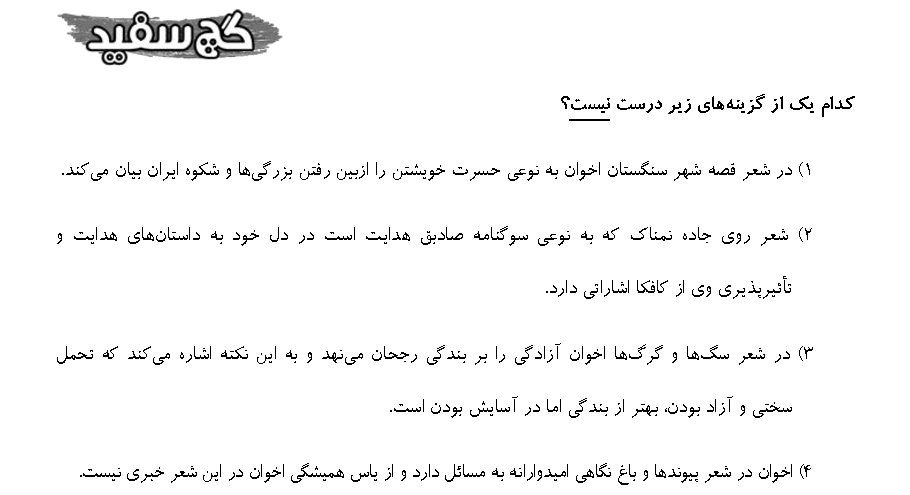 گچ سفید
کدام یک از گزینه‌های زیر درست نیست؟
۱) در شعر قصه شهر سنگستان اخوان به نوعی حسرت خویشتن را ازبین رفتن بزرگی‌ها و شکوه ایران بیان می‌کند.
۲) شعر روی جاده نمناک که به نوعی سوگنامه صادبق هدایت است در دل خود به داستان‌های هدایت و
تأثیرپذیری وی از کافکا اشاراتی دارد.
۳) در شعر سگ‌ها و گرگ‌ها اخوان آزادگی را بر بندگی رجحان می‌نهد و به این نکته اشاره می‌کند که تحمل
سختی و آزاد بودن، بهتر از بندگی اما در آسایش بودن است.
۴) اخوان در شعر پیوندها و باغ نگاهی امیدوارانه به مسائل دارد و از یاس همیشگی اخوان در این شعر خبری نیست.